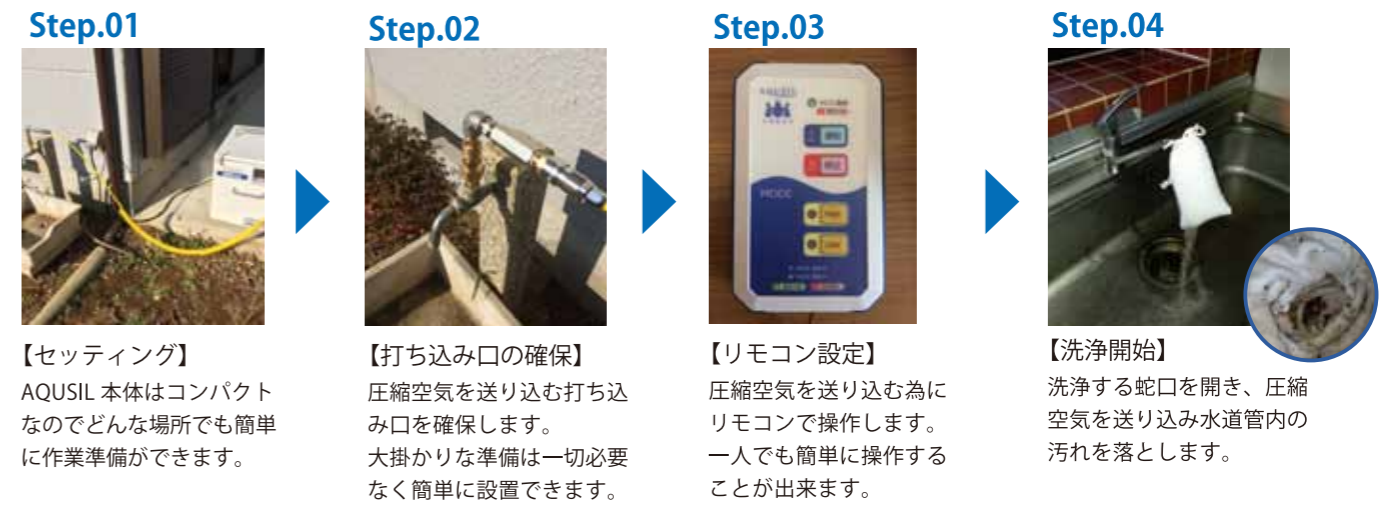 Step.01
【セッティング】
AQUSIL 本体はコンパクト
なのでどんな場所でも簡単
に作業準備ができます。
Step.02
【打ち込み口の確保】
圧縮空気を送り込む打ち込
み口を確保します。
大掛かりな準備は一切必要
なく簡単に設置できます。
Step.03
HCCC
【リモコン設定】
圧縮空気を送り込む為に
リモコンで操作します。
一人でも簡単に操作する
ことが出来ます。
Step.04
【洗浄開始】
洗浄する蛇口を開き、圧縮
空気を送り込み水道管内の
汚れを落とします。